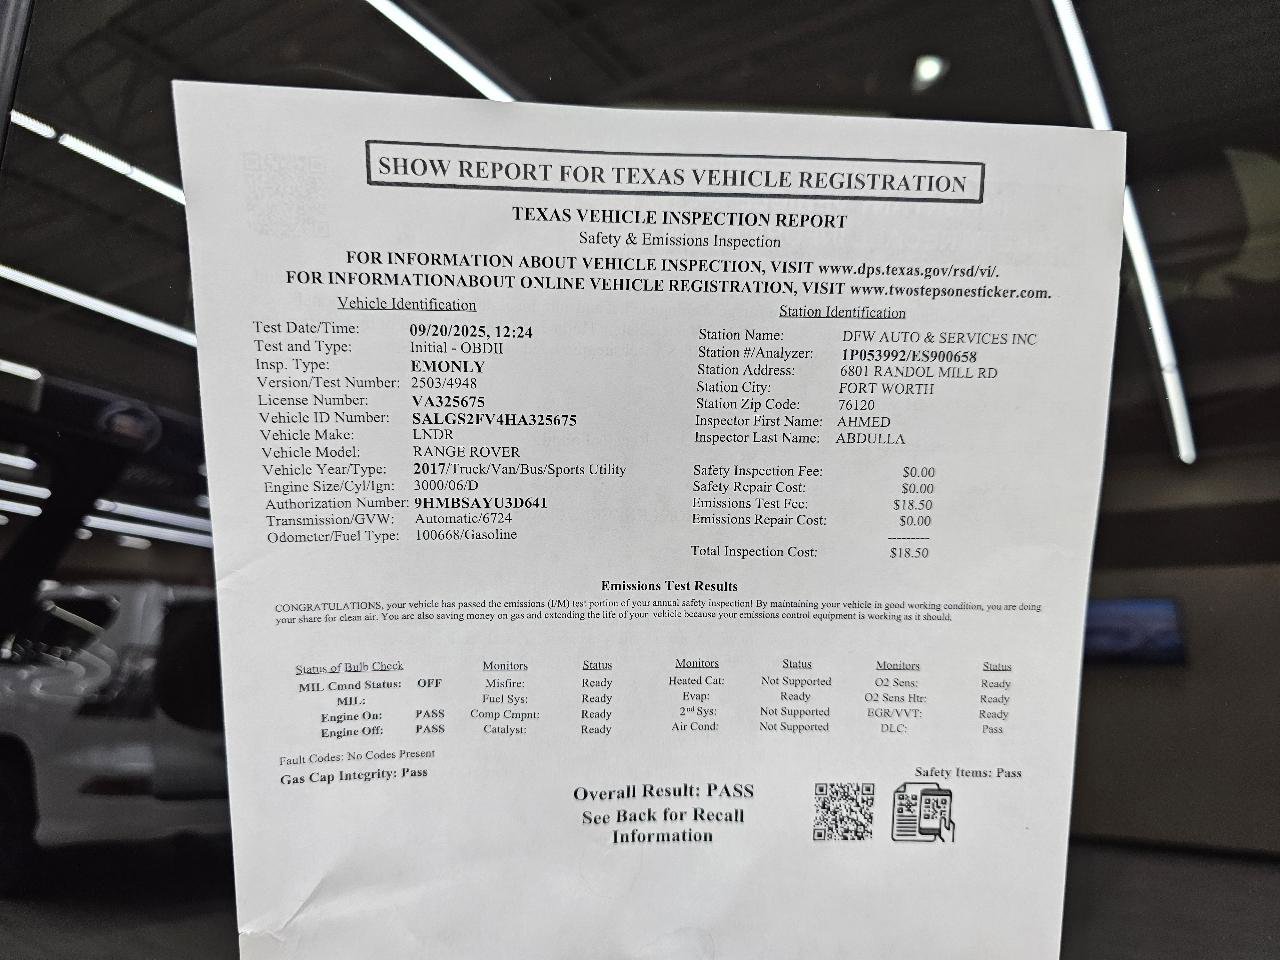 SHOW REPORT FOR TEXAS VEHICLE REGISTRATION
TEXAS VEHICLE INSPECTION REPORT
Safety & Emissions Inspection
FOR INFORMATION ABOUT VEHICLE INSPECTION, VISIT www.dps.texas.gov/rsd/vi/.
FOR INFORMATIONABOUT ONLINE VEHICLE REGISTRATION, VISIT www.twostepsonesticker.com.
Vehicle Identification
Test Date/Time: 09/20/2025, 12:24
Test and Type: Initial - OBDII
Insp. Type: EMONLY
Version/Test Number: 2503/4948
License Number: VA325675
Vehicle ID Number: SALGS2FV4HA325675
Vehicle Make: LNDR
Vehicle Model: RANGE ROVER
Vehicle Year/Type: 2017/Truck/Van/Bus/Sports Utility
Engine Size/Cyl/Ign: 3000/06/D
Authorization Number: 9HMBSAYU3D641
Transmission/GVW: Automatic/6724
Odometer/Fuel Type: 100668/Gasoline
Station Identification
Station Name: DFW AUTO & SERVICES INC
Station #/Analyzer: 1P053992/ES900658
Station Address: 6801 RANDOL MILL RD
Station City: FORT WORTH
Station Zip Code: 76120
Inspector First Name: AHMED
Inspector Last Name: ABDULLA
Safety Inspection Fee: $0.00
Safety Repair Cost: $0.00
Emissions Test Fee: $18.50
Emissions Repair Cost: $0.00
---------
Total Inspection Cost: $18.50
Emissions Test Results
CONGRATULATIONS, your vehicle has passed the emissions (I/M) test portion of your annual safety inspection! By maintaining your vehicle in good working condition, you are doing
your share for clean air. You are also saving money on gas and extending the life of your vehicle because your emissions control equipment is working as it should.
Status of Bulb Check Monitors Status Monitors Status Monitors Status
MIL Cmnd Status: OFF Misfire: Ready Heated Cat: Not Supported O2 Sens: Ready
MIL: Fuel Sys: Ready Evap: Ready O2 Sens Htr: Ready
Engine On: PASS Comp Cmpnt: Ready 2nd Sys: Not Supported EGR/VVT: Ready
Engine Off: PASS Catalyst: Ready Air Cond: Not Supported DLC: Pass
Fault Codes: No Codes Present
Gas Cap Integrity: Pass
Safety Items: Pass
Overall Result: PASS
See Back for Recall
Information